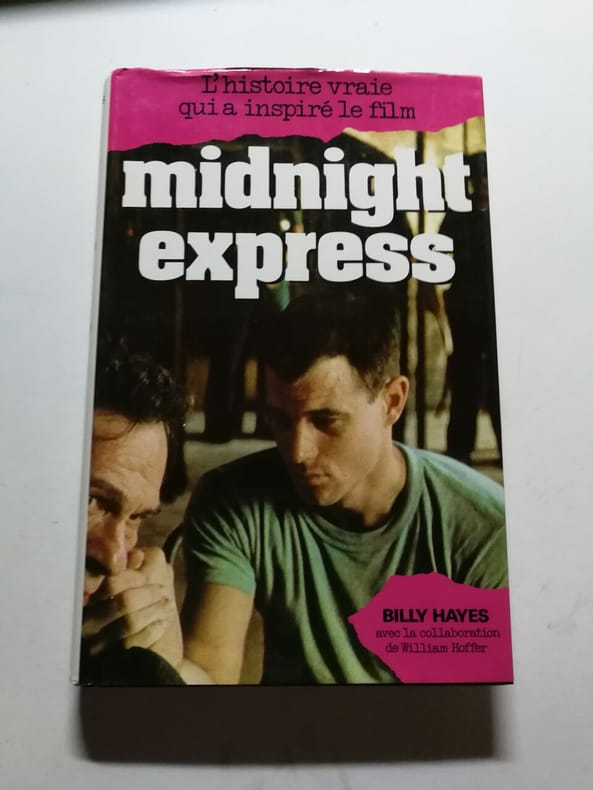 L'histoire vraie
qui a inspiré le film
midnight
express
BILLY HAYES
avec la collaboration
de William Hoffer